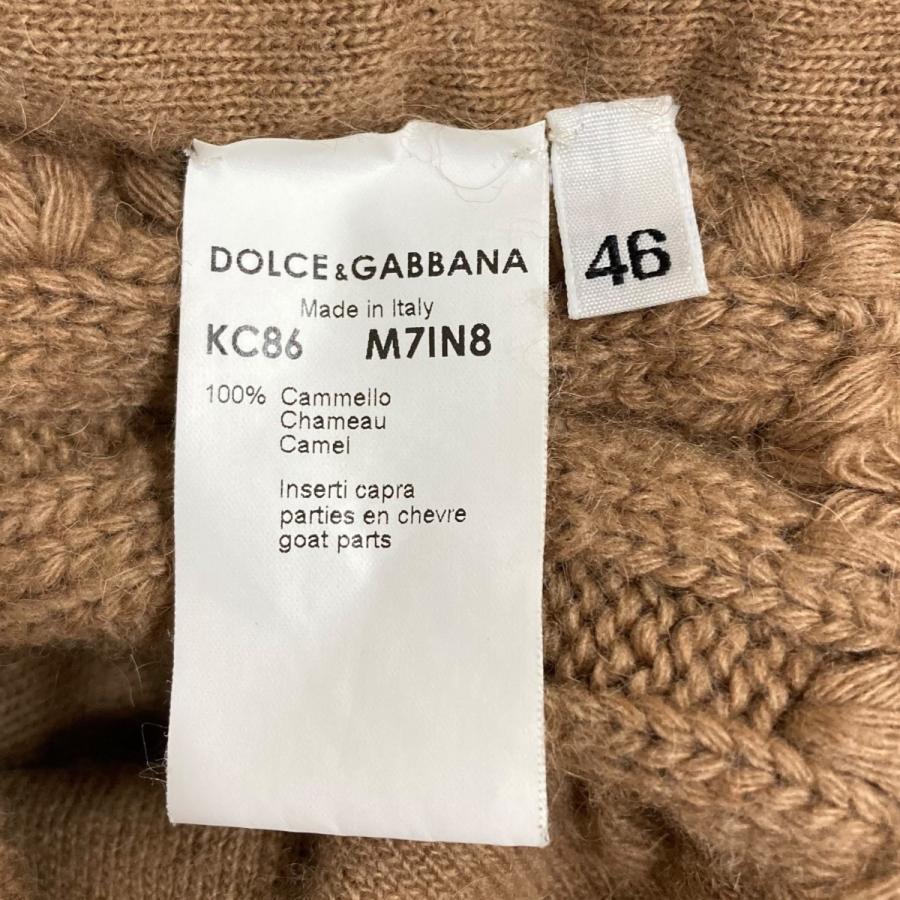 DOLCE&GABBANA
Made in Italy
KC86 M7IN8
100% Cammello
Chameau
Camel
Inserti capra
parties en chevre
goat parts
46